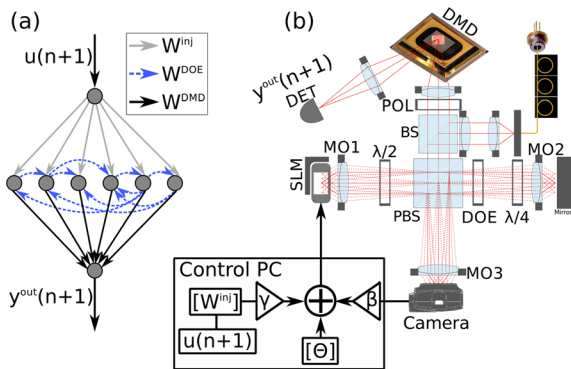 (a)
u(n+1)
W^inj
W^DOE
W^DMD
y^out(n+1)
(b)
DMD
y^out(n+1)
DET
POL
BS
SLM
MO1
λ/2
MO2
PBS
DOE
λ/4
Mirror
MO3
Control PC
[W^inj]
γ
β
Camera
u(n+1)
[Θ]